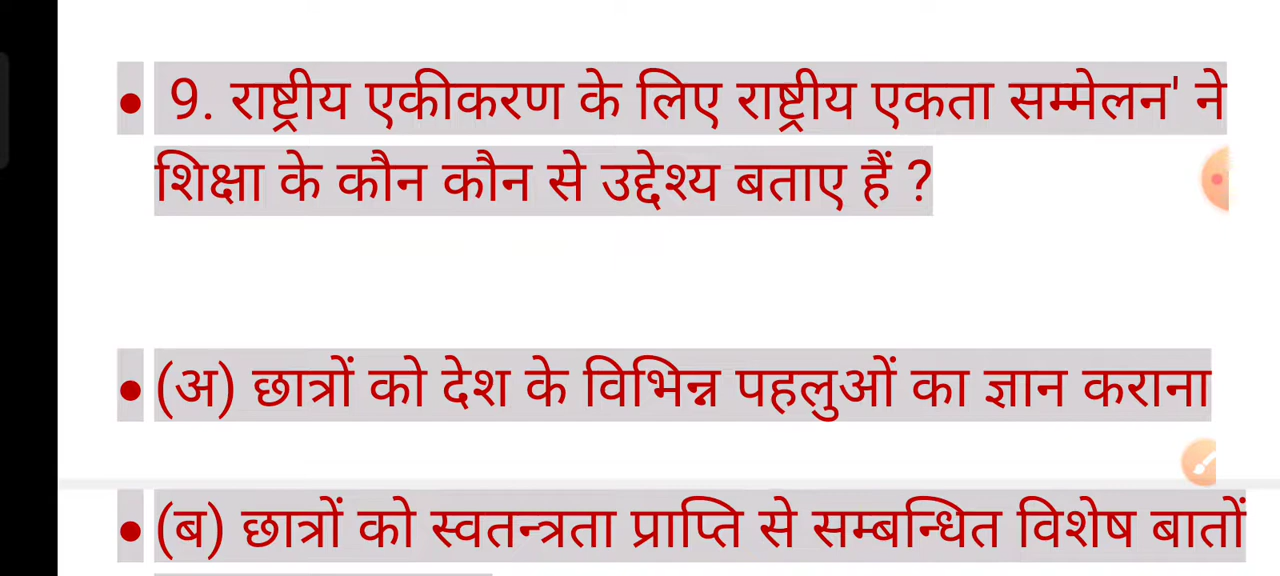 • 9. राष्ट्रीय एकीकरण के लिए राष्ट्रीय एकता सम्मेलन' ने
शिक्षा के कौन कौन से उद्देश्य बताए हैं ?
• (अ) छात्रों को देश के विभिन्न पहलुओं का ज्ञान कराना
• (ब) छात्रों को स्वतन्त्रता प्राप्ति से सम्बन्धित विशेष बातों